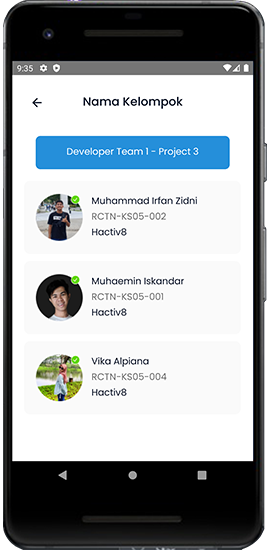 9:35
Nama Kelompok
Developer Team 1 - Project 3
Muhammad Irfan Zidni
RCTN-KS05-002
Hactiv8
Muhaemin Iskandar
RCTN-KS05-001
Hactiv8
Vika Alpiana
RCTN-KS05-004
Hactiv8